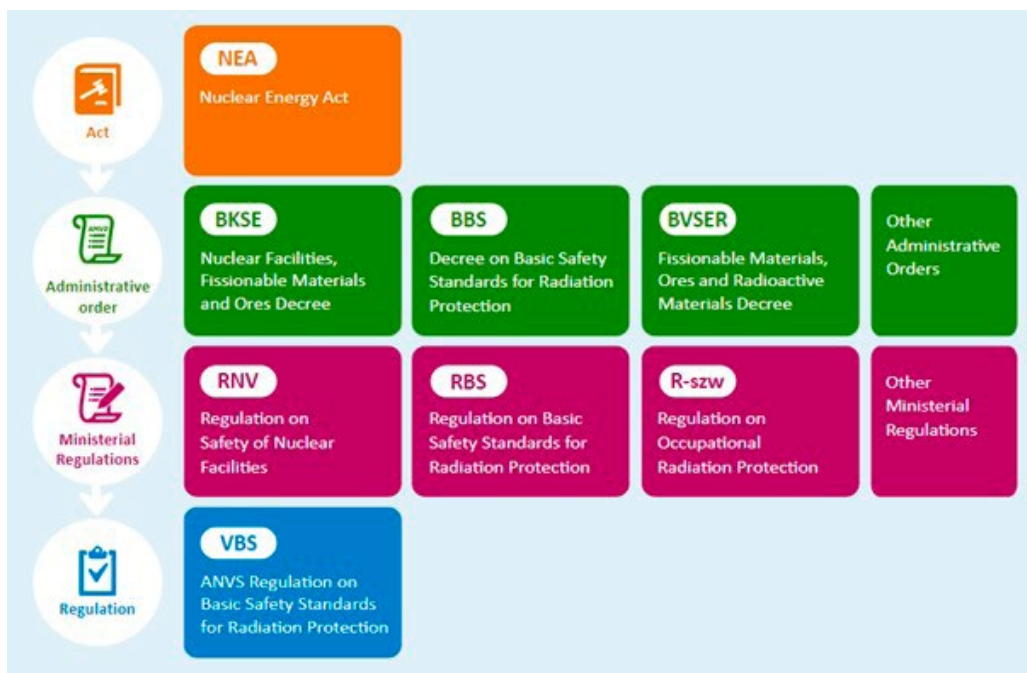 Act
NEA
Nuclear Energy Act
Administrative
order
BKSE
Nuclear Facilities,
Fissionable Materials
and Ores Decree
BBS
Decree on Basic Safety
Standards for Radiation
Protection
BVSER
Fissionable Materials,
Ores and Radioactive
Materials Decree
Other
Administrative
Orders
Ministerial
Regulations
RNV
Regulation on
Safety of Nuclear
Facilities
RBS
Regulation on Basic
Safety Standards for
Radiation Protection
R-szw
Regulation on
Occupational
Radiation Protection
Other
Ministerial
Regulations
Regulation
VBS
ANVS Regulation on
Basic Safety Standards
for Radiation Protection